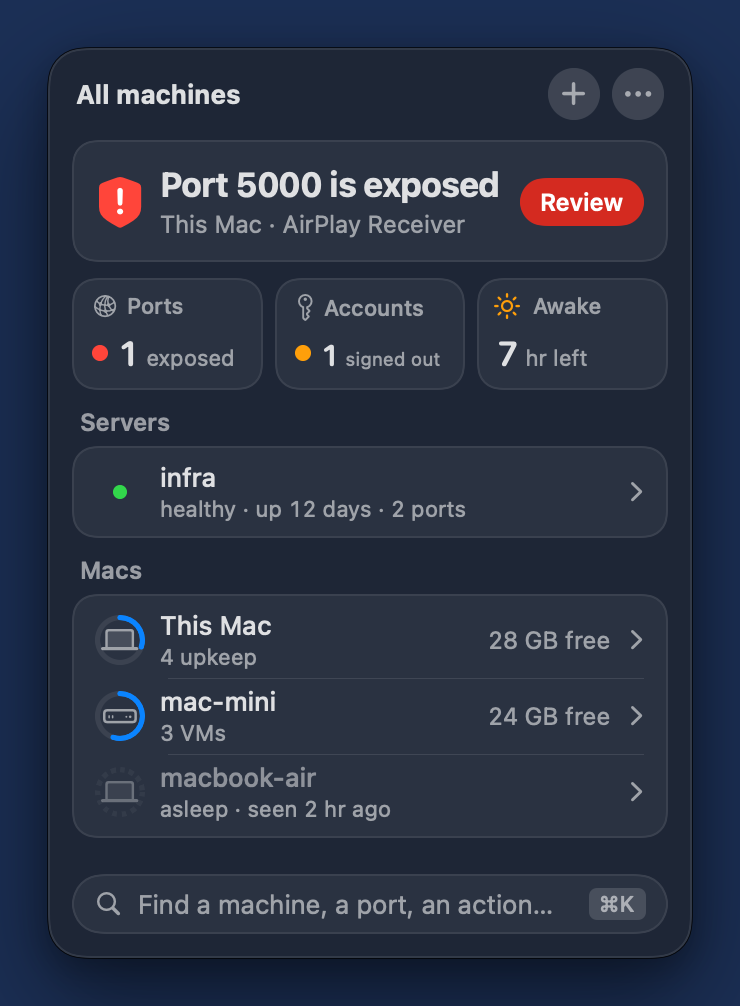 All machines
Port 5000 is exposed
This Mac · AirPlay Receiver
Review
Ports
1 exposed
Accounts
1 signed out
Awake
7 hr left
Servers
infra
healthy · up 12 days · 2 ports
Macs
This Mac
4 upkeep
28 GB free
mac-mini
3 VMs
24 GB free
macbook-air
asleep · seen 2 hr ago
Find a machine, a port, an action...
⌘K